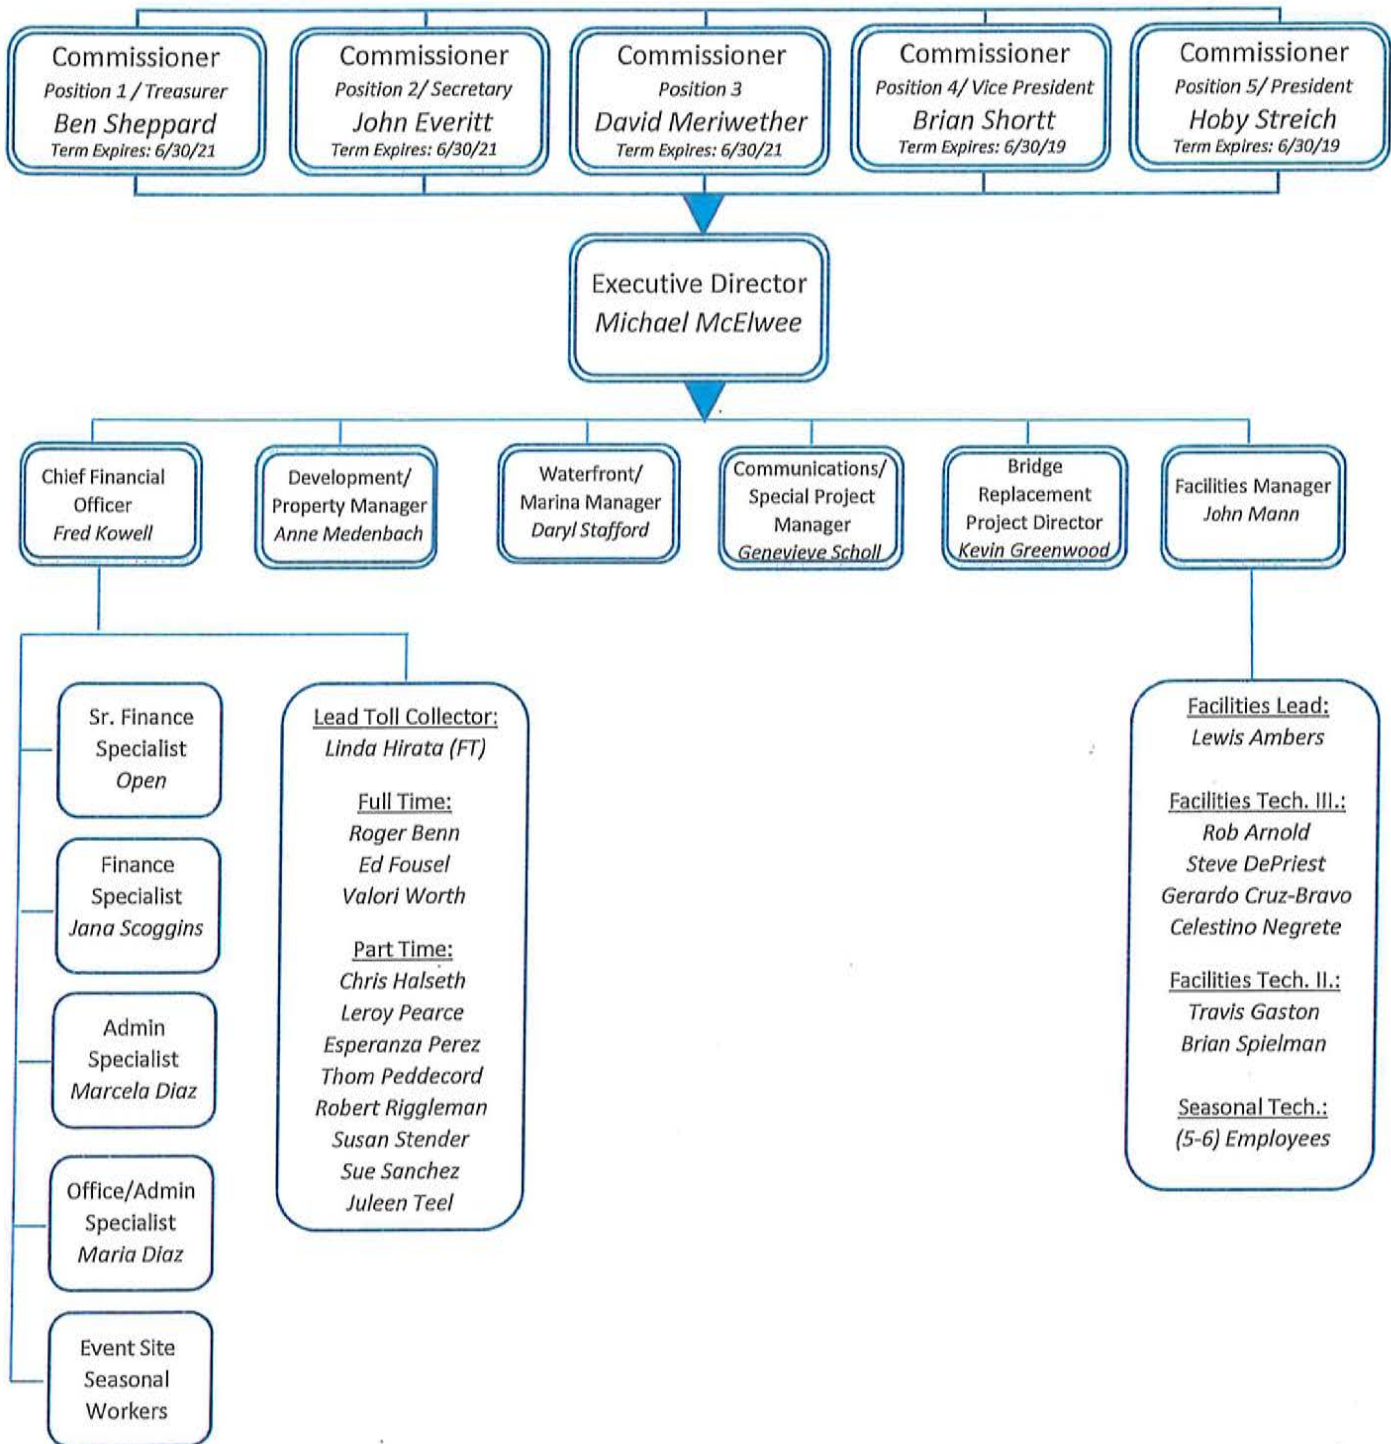 Commissioner
Position 1 / Treasurer
Ben Sheppard
Term Expires: 6/30/21
Commissioner
Position 2/ Secretary
John Everitt
Term Expires: 6/30/21
Commissioner
Position 3
David Meriwether
Term Expires: 6/30/21
Commissioner
Position 4/ Vice President
Brian Shortt
Term Expires: 6/30/19
Commissioner
Position 5/ President
Hoby Streich
Term Expires: 6/30/19
Executive Director
Michael McElwee
Chief Financial
Officer
Fred Kowell
Development/
Property Manager
Anne Medenbach
Waterfront/
Marina Manager
Daryl Stafford
Communications/
Special Project
Manager
Genevieve Scholl
Bridge
Replacement
Project Director
Kevin Greenwood
Facilities Manager
John Mann
Sr. Finance
Specialist
Open
Finance
Specialist
Jana Scoggins
Admin
Specialist
Marcela Diaz
Office/Admin
Specialist
Maria Diaz
Event Site
Seasonal
Workers
Lead Toll Collector:
Linda Hirata (FT)
Full Time:
Roger Benn
Ed Fousel
Valori Worth
Part Time:
Chris Halseth
Leroy Pearce
Esperanza Perez
Thom Peddecord
Robert Riggleman
Susan Stender
Sue Sanchez
Juleen Teel
Facilities Lead:
Lewis Ambers
Facilities Tech. III.:
Rob Arnold
Steve DePriest
Gerardo Cruz-Bravo
Celestino Negrete
Facilities Tech. II.:
Travis Gaston
Brian Spielman
Seasonal Tech.:
(5-6) Employees